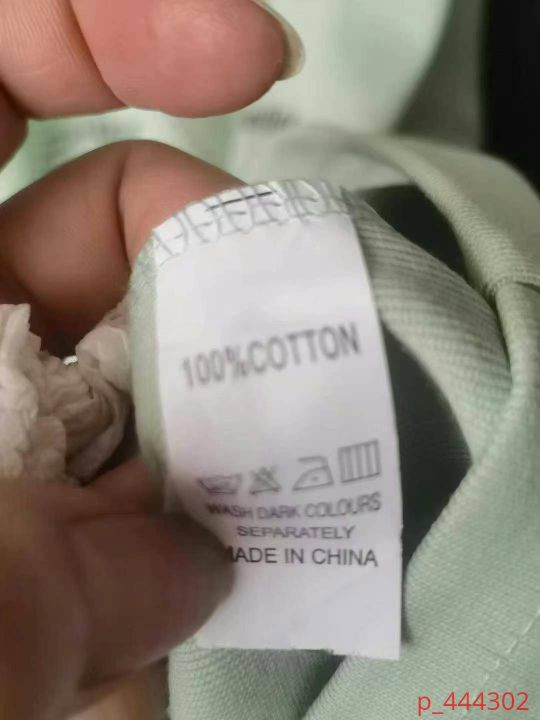 100%COTTON
WASH DARK COLOURS
SEPARATELY
MADE IN CHINA
p_444302